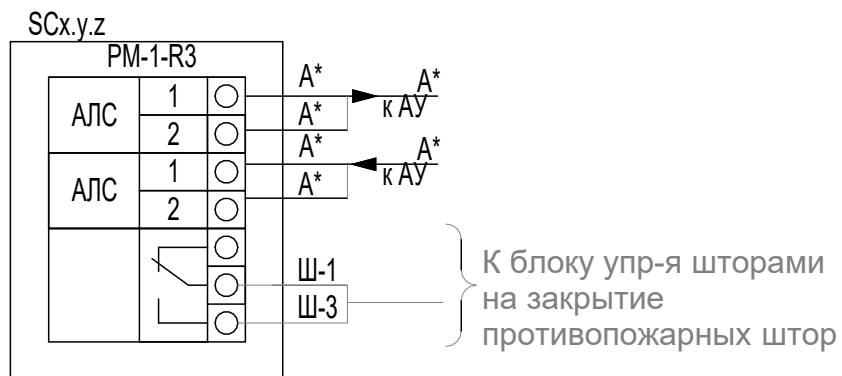 SCx.y.z
РМ-1-R3
АЛС
1
2
АЛС
1
2
А*
А*
А*
к АУ
А*
А*
А*
к АУ
Ш-1
Ш-3
К блоку упр-я шторами
на закрытие
противопожарных штор